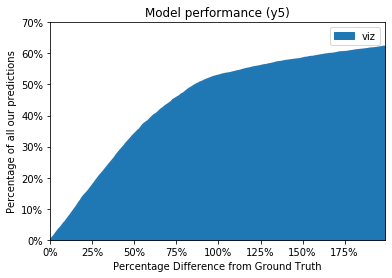 Model performance (y5)
viz
Percentage of all our predictions
70%
60%
50%
40%
30%
20%
10%
0%
0% 25% 50% 75% 100% 125% 150% 175%
Percentage Difference from Ground Truth